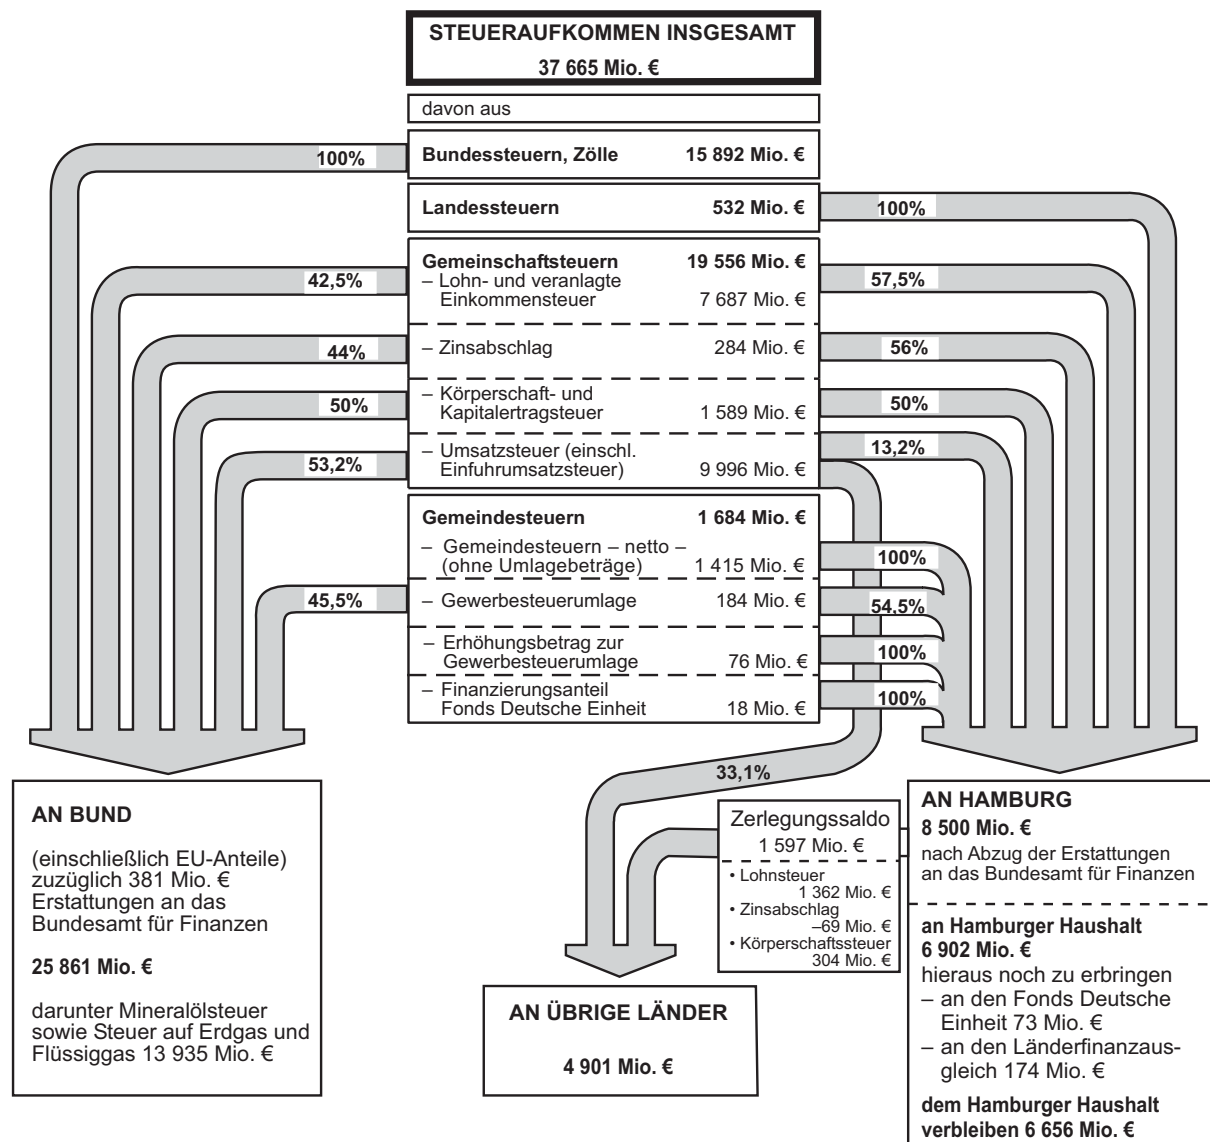 STEUERAUFKOMMEN INSGESAMT
37 665 Mio. €
davon aus
100%
Bundessteuern, Zölle 15 892 Mio. €
Landessteuern 532 Mio. €
100%
Gemeinschaftsteuern 19 556 Mio. €
42,5%
– Lohn- und veranlagte
Einkommensteuer 7 687 Mio. €
57,5%
44%
– Zinsabschlag 284 Mio. €
56%
50%
– Körperschaft- und
Kapitalertragsteuer 1 589 Mio. €
50%
53,2%
– Umsatzsteuer (einschl.
Einfuhrumsatzsteuer) 9 996 Mio. €
13,2%
Gemeindesteuern 1 684 Mio. €
– Gemeindesteuern – netto –
(ohne Umlagebeträge) 1 415 Mio. €
100%
45,5%
– Gewerbesteuerumlage 184 Mio. €
54,5%
– Erhöhungsbetrag zur
Gewerbesteuerumlage 76 Mio. €
100%
– Finanzierungsanteil
Fonds Deutsche Einheit 18 Mio. €
100%
33,1%
AN BUND
(einschließlich EU-Anteile)
zuzüglich 381 Mio. €
Erstattungen an das
Bundesamt für Finanzen
25 861 Mio. €
darunter Mineralölsteuer
sowie Steuer auf Erdgas und
Flüssiggas 13 935 Mio. €
AN ÜBRIGE LÄNDER
4 901 Mio. €
Zerlegungssaldo
1 597 Mio. €
• Lohnsteuer
1 362 Mio. €
• Zinsabschlag
–69 Mio. €
• Körperschaftssteuer
304 Mio. €
AN HAMBURG
8 500 Mio. €
nach Abzug der Erstattungen
an das Bundesamt für Finanzen
an Hamburger Haushalt
6 902 Mio. €
hieraus noch zu erbringen
– an den Fonds Deutsche
Einheit 73 Mio. €
– an den Länderfinanzaus-
gleich 174 Mio. €
dem Hamburger Haushalt
verbleiben 6 656 Mio. €